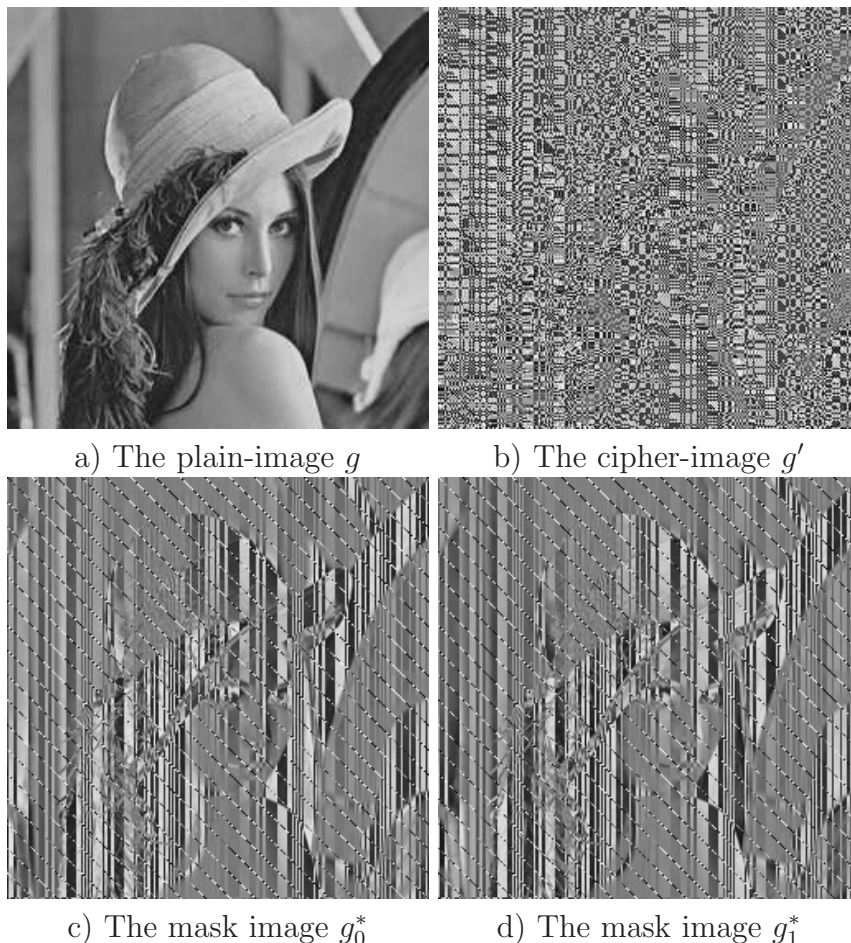 a) The plain-image g
b) The cipher-image g′
c) The mask image g₀*
d) The mask image g₁*